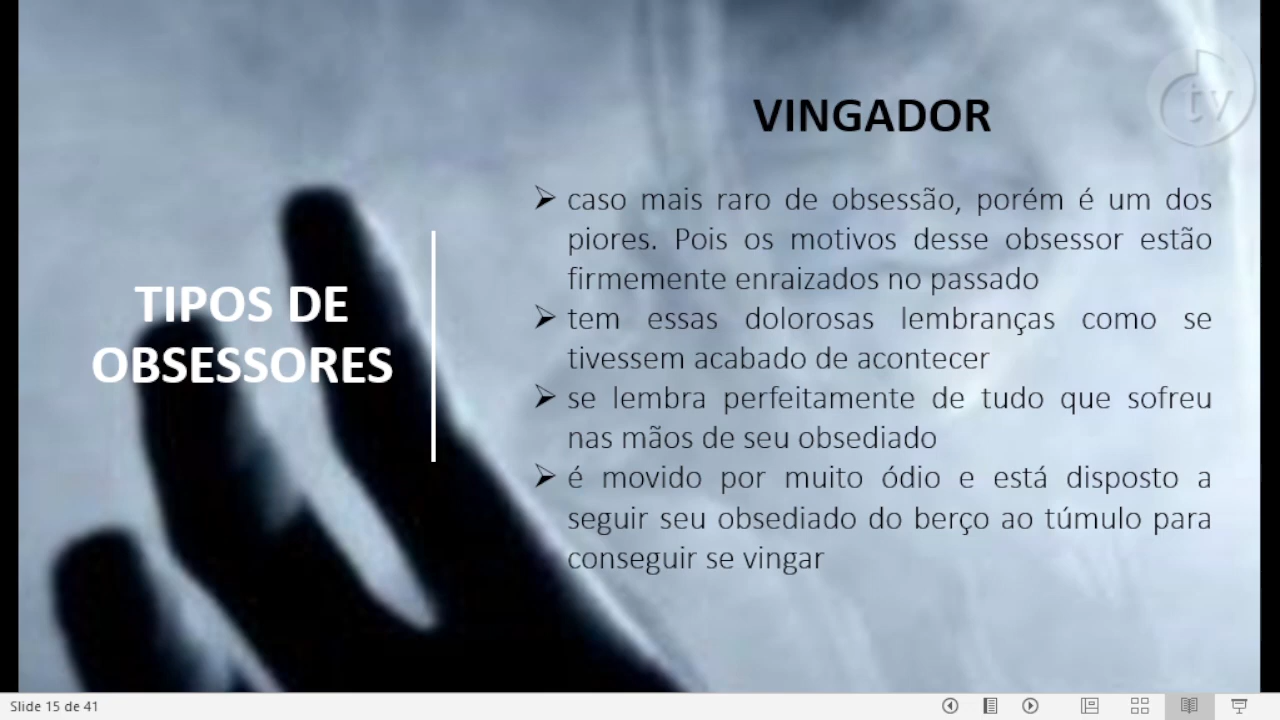 VINGADOR
TIPOS DE
OBSESSORES
➢ caso mais raro de obsessão, porém é um dos
piores. Pois os motivos desse obsessor estão
firmemente enraizados no passado
➢ tem essas dolorosas lembranças como se
tivessem acabado de acontecer
➢ se lembra perfeitamente de tudo que sofreu
nas mãos de seu obsediado
➢ é movido por muito ódio e está disposto a
seguir seu obsediado do berço ao túmulo para
conseguir se vingar
tv
Slide 15 de 41